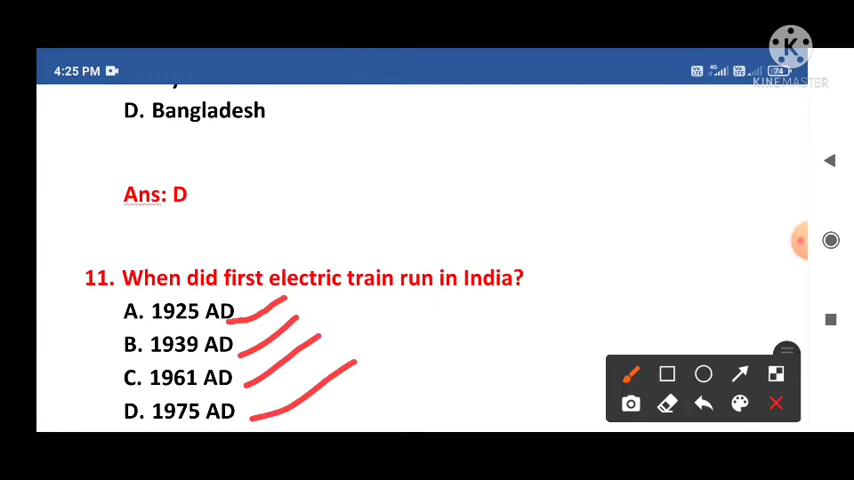 4:25 PM
74
K
KINEMASTER
D. Bangladesh
Ans: D
11. When did first electric train run in India?
A. 1925 AD
B. 1939 AD
C. 1961 AD
D. 1975 AD